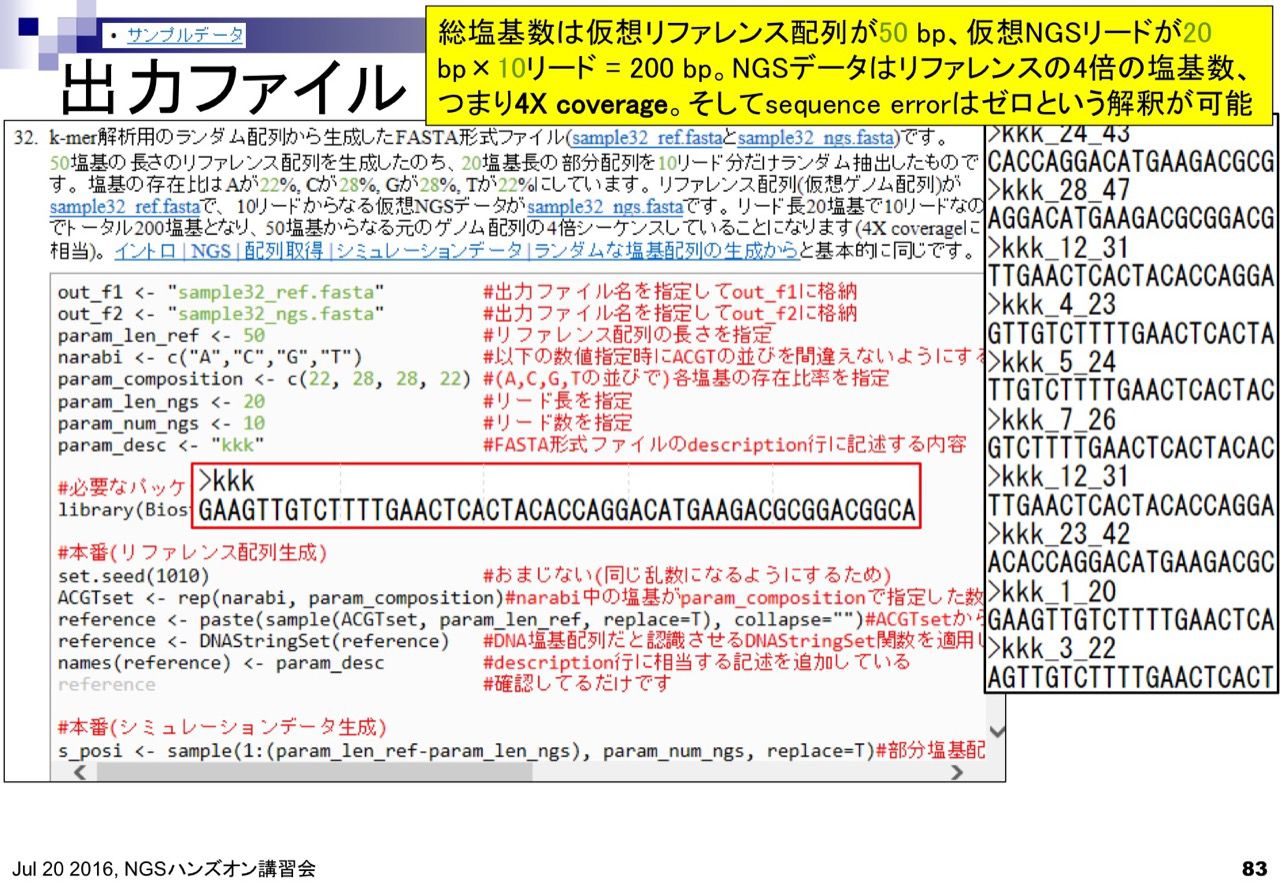 • サンプルデータ
出力ファイル
総塩基数は仮想リファレンス配列が50 bp、仮想NGSリードが20
bp×10リード = 200 bp。NGSデータはリファレンスの4倍の塩基数、
つまり4X coverage。そしてsequence errorはゼロという解釈が可能
32. k-mer解析用のランダム配列から生成したFASTA形式ファイル(sample32_ref.fastaとsample32_ngs.fasta)です。
50塩基の長さのリファレンス配列を生成したのち、20塩基長の部分配列を10リード分だけランダム抽出したもので
す。塩基の存在比はAが22%, Cが28%, Gが28%, Tが22%にしています。リファレンス配列(仮想ゲノム配列)が
sample32_ref.fastaで、10リードからなる仮想NGSデータがsample32_ngs.fastaです。リード長20塩基で10リードなの
でトータル200塩基となり、50塩基からなる元のゲノム配列の4倍シーケンスしていることになります(4X coverageに
相当)。イントロ | NGS | 配列取得 | シミュレーションデータ | ランダムな塩基配列の生成からと基本的に同じです。
out_f1 <- "sample32_ref.fasta" #出力ファイル名を指定してout_f1に格納
out_f2 <- "sample32_ngs.fasta" #出力ファイル名を指定してout_f2に格納
param_len_ref <- 50 #リファレンス配列の長さを指定
narabi <- c("A","C","G","T") #以下の数値指定時にACGTの並びを間違えないようにする
param_composition <- c(22, 28, 28, 22) #(A,C,G,Tの並びで)各塩基の存在比率を指定
param_len_ngs <- 20 #リード長を指定
param_num_ngs <- 10 #リード数を指定
param_desc <- "kkk" #FASTA形式ファイルのdescription行に記述する内容
#必要なパッケ
library(Bios
>kkk
GAAGTTGTCTTTTGAACTCACTACACCAGGACATGAAGACGCGGACGGCA
#本番(リファレンス配列生成)
set.seed(1010) #おまじない(同じ乱数になるようにするため)
ACGTset <- rep(narabi, param_composition)#narabi中の塩基がparam_compositionで指定した数
reference <- paste(sample(ACGTset, param_len_ref, replace=T), collapse="")#ACGTsetから
reference <- DNAStringSet(reference) #DNA塩基配列だと認識させるDNAStringSet関数を適用し
names(reference) <- param_desc #description行に相当する記述を追加している
reference #確認してるだけです
#本番(シミュレーションデータ生成)
s_posi <- sample(1:(param_len_ref-param_len_ngs), param_num_ngs, replace=T)#部分塩基配
>kkk_24_43
CACCAGGACATGAAGACGCG
>kkk_28_47
AGGACATGAAGACGCGGACG
>kkk_12_31
TTGAACTCACTACACCAGGA
>kkk_4_23
GTTGTCTTTTGAACTCACTA
>kkk_5_24
TTGTCTTTTGAACTCACTAC
>kkk_7_26
GTCTTTTGAACTCACTACAC
>kkk_12_31
TTGAACTCACTACACCAGGA
>kkk_23_42
ACACCAGGACATGAAGACGC
>kkk_1_20
GAAGTTGTCTTTTGAACTCA
>kkk_3_22
AGTTGTCTTTTGAACTCACT
Jul 20 2016, NGSハンズオン講習会
83